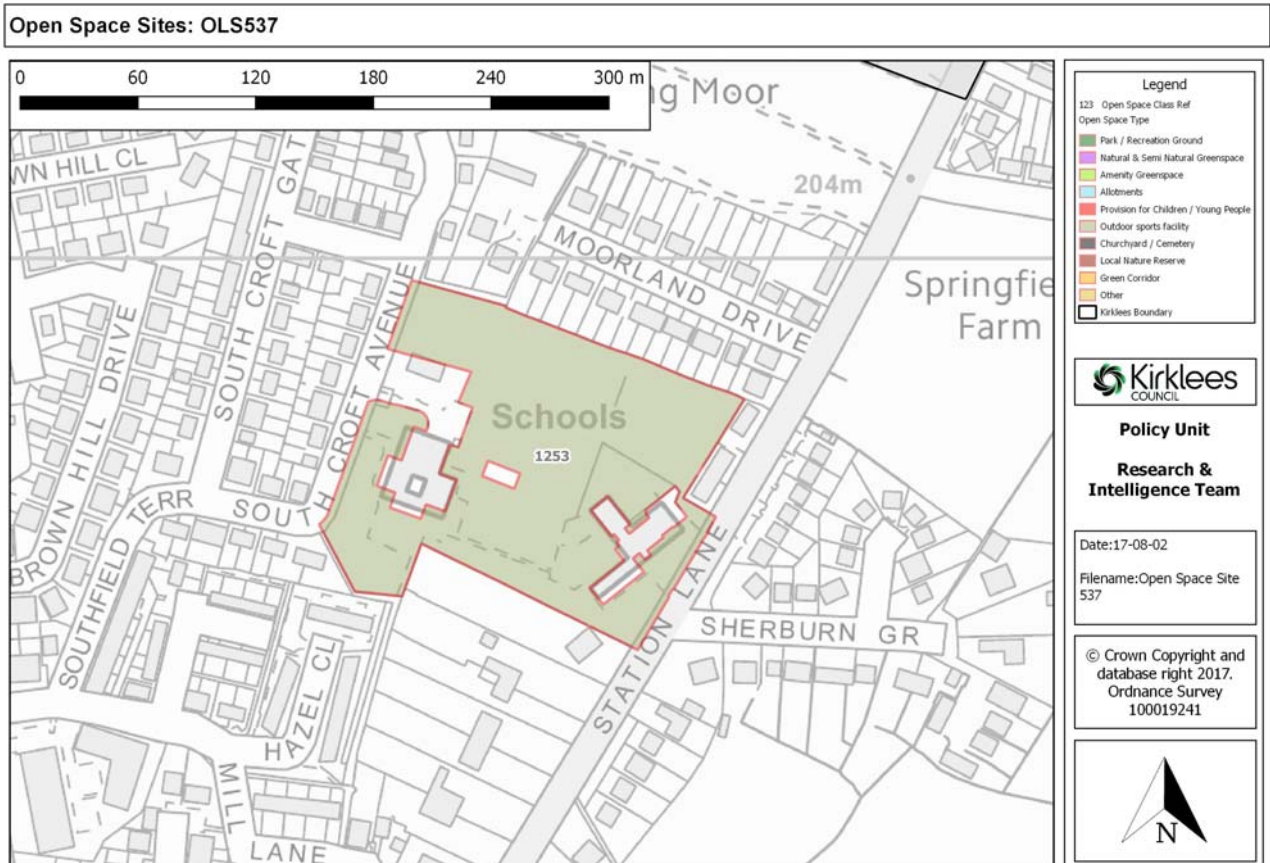 Open Space Sites: OLS537
0 60 120 180 240 300 m
ng Moor
WN HILL CL
SOUTH CROFT GAT
204m
MOORLAND DRIVE
Springfie
Farm
BROWN HILL DRIVE
SOUTH CROFT AVENUE
Schools
1253
SOUTHFIELD TERR
STATION LANE
SHERBURN GR
HAZEL CL
MILL
LANE
Legend
123 Open Space Class Ref
Open Space Type
Park / Recreation Ground
Natural & Semi Natural Greenspace
Amenity Greenspace
Allotments
Provision for Children / Young People
Outdoor sports facility
Churchyard / Cemetery
Local Nature Reserve
Green Corridor
Other
Kirklees Boundary
Kirklees
COUNCIL
Policy Unit
Research &
Intelligence Team
Date:17-08-02
Filename:Open Space Site
537
© Crown Copyright and
database right 2017.
Ordnance Survey
100019241
N